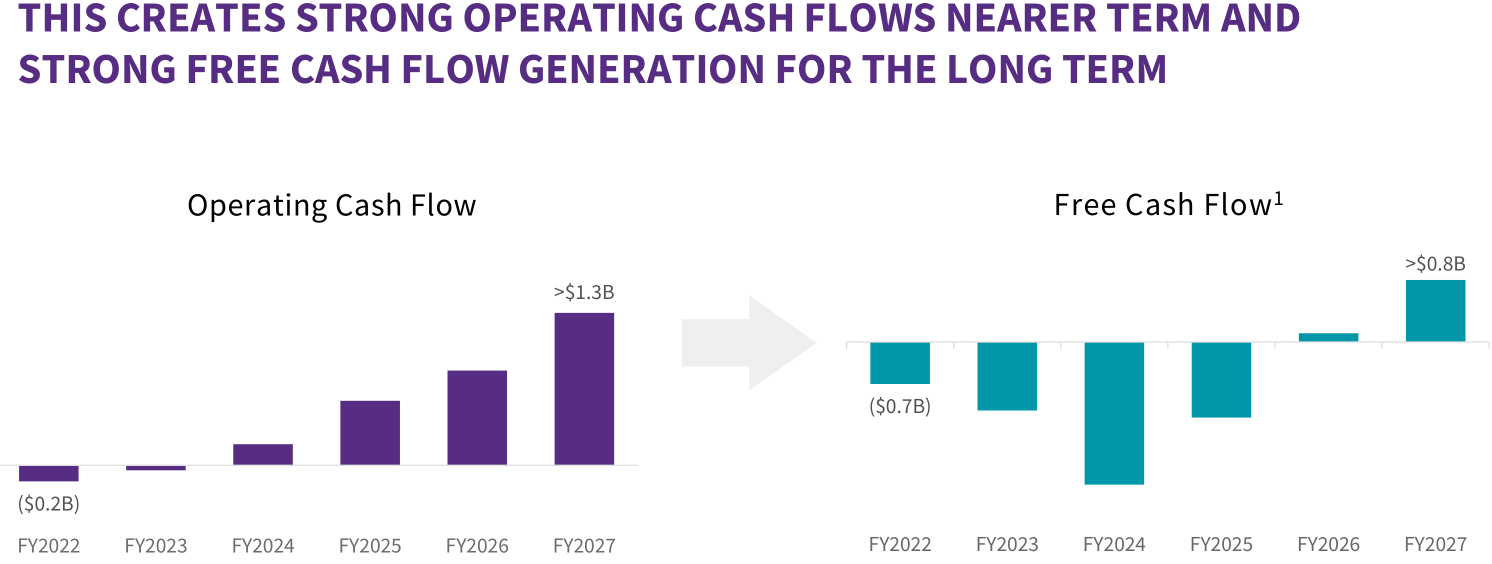 THIS CREATES STRONG OPERATING CASH FLOWS NEARER TERM AND
STRONG FREE CASH FLOW GENERATION FOR THE LONG TERM
Operating Cash Flow
>$1.3B
($0.2B)
FY2022 FY2023 FY2024 FY2025 FY2026 FY2027
Free Cash Flow¹
>$0.8B
($0.7B)
FY2022 FY2023 FY2024 FY2025 FY2026 FY2027